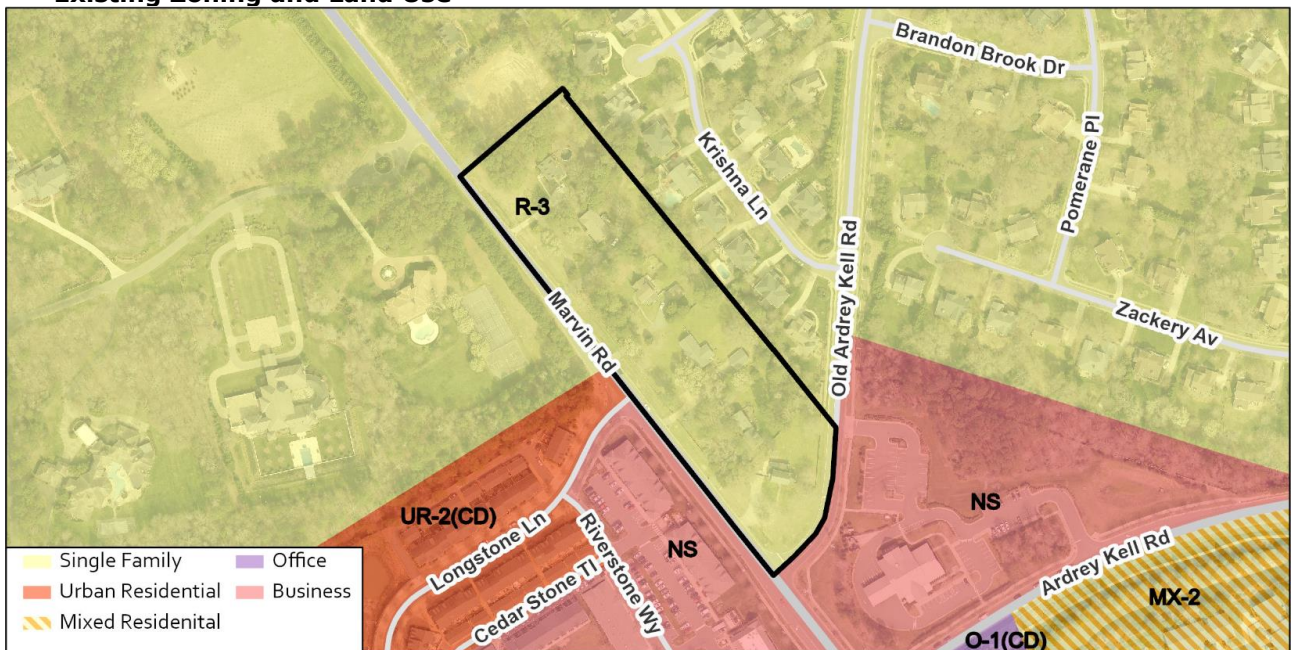 Existing Zoning and Land Use
Brandon Brook Dr
Krishna Ln
Pomerane Pl
R-3
Old Ardrey Kell Rd
Marvin Rd
Zackery Av
UR-2(CD)
NS
NS
Longstone Ln
Riverstone Wy
Cedar Stone Tl
Ardrey Kell Rd
MX-2
O-1(CD)
Single Family
Office
Urban Residential
Business
Mixed Residenital